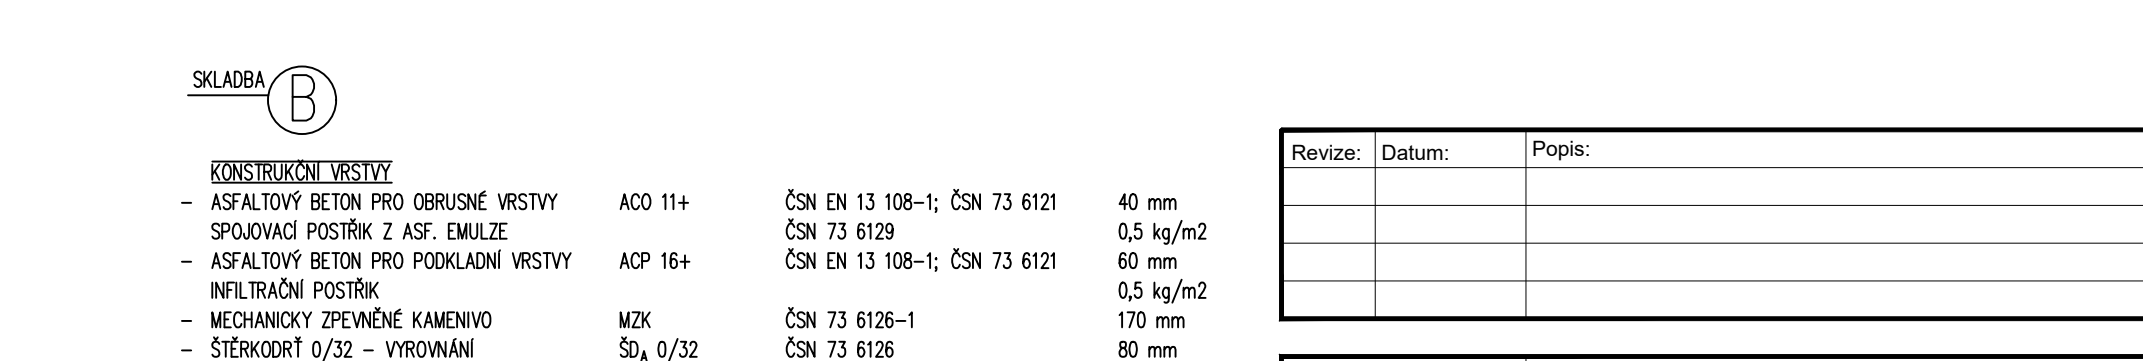 SKLADBA B
KONSTRUKČNÍ VRSTVY
– ASFALTOVÝ BETON PRO OBRUSNÉ VRSTVY ACO 11+ ČSN EN 13 108–1; ČSN 73 6121 40 mm
SPOJOVACÍ POSTŘIK Z ASF. EMULZE ČSN 73 6129 0,5 kg/m2
– ASFALTOVÝ BETON PRO PODKLADNÍ VRSTVY ACP 16+ ČSN EN 13 108–1; ČSN 73 6121 60 mm
INFILTRAČNÍ POSTŘIK 0,5 kg/m2
– MECHANICKY ZPEVNĚNÉ KAMENIVO MZK ČSN 73 6126–1 170 mm
– ŠTĚRKODRŤ 0/32 – VYROVNÁNÍ ŠDA 0/32 ČSN 73 6126 80 mm
Revize: Datum: Popis: